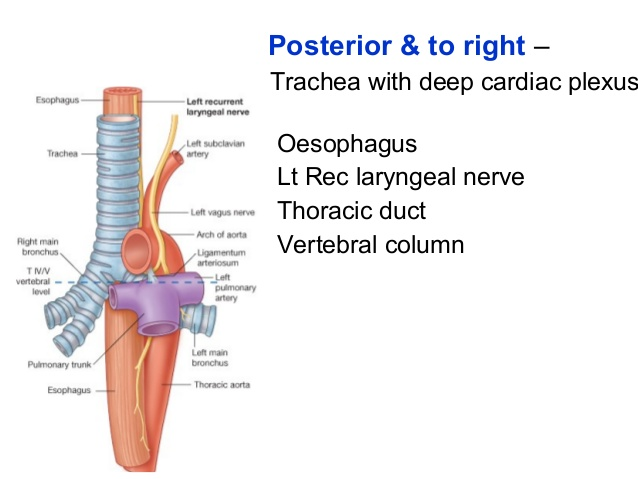 Posterior & to right –
Trachea with deep cardiac plexus
Oesophagus
Lt Rec laryngeal nerve
Thoracic duct
Vertebral column
Esophagus
Left recurrent
laryngeal nerve
Trachea
Left subclavian
artery
Left vagus nerve
Arch of aorta
Right main
bronchus
Ligamentum
arteriosum
T IV/V
vertebral
level
Left
pulmonary
artery
Pulmonary trunk
Left main
bronchus
Esophagus
Thoracic aorta